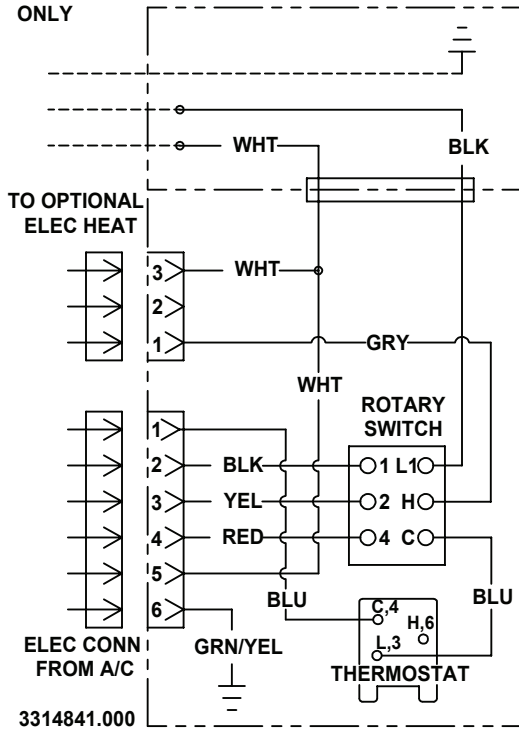 ONLY
WHT
BLK
TO OPTIONAL
ELEC HEAT
3
WHT
2
1
GRY
WHT
ROTARY
SWITCH
1
2
BLK
1 L1
3
YEL
2 H
4
RED
4 C
5
BLU
BLU
6
C,4
H,6
L,3
ELEC CONN
FROM A/C
GRN/YEL
THERMOSTAT
3314841.000